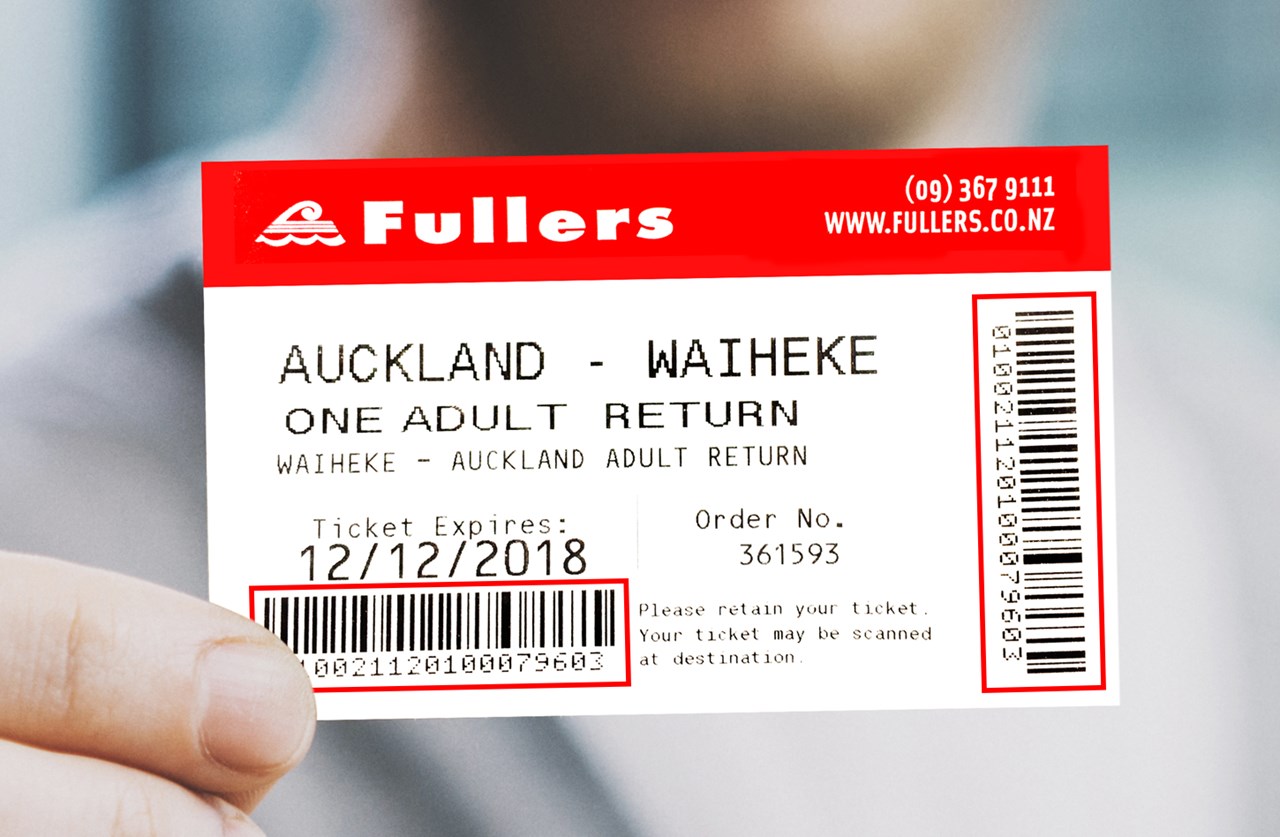 Fullers
(09) 367 9111
WWW.FULLERS.CO.NZ
AUCKLAND - WAIHEKE
ONE ADULT RETURN
WAIHEKE - AUCKLAND ADULT RETURN
Ticket Expires:
12/12/2018
10021120100079603
Order No.
361593
Please retain your ticket.
Your ticket may be scanned
at destination.
010021120100079603